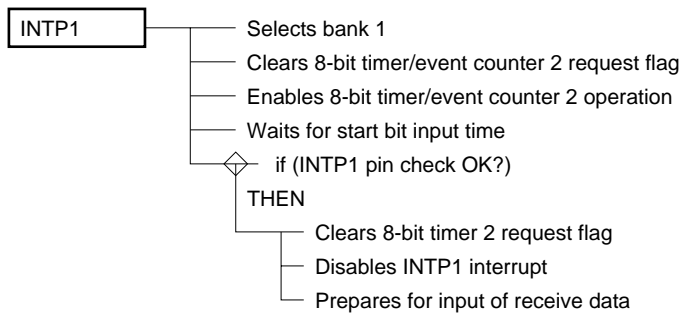 INTP1
Selects bank 1
Clears 8-bit timer/event counter 2 request flag
Enables 8-bit timer/event counter 2 operation
Waits for start bit input time
if (INTP1 pin check OK?)
THEN
Clears 8-bit timer 2 request flag
Disables INTP1 interrupt
Prepares for input of receive data